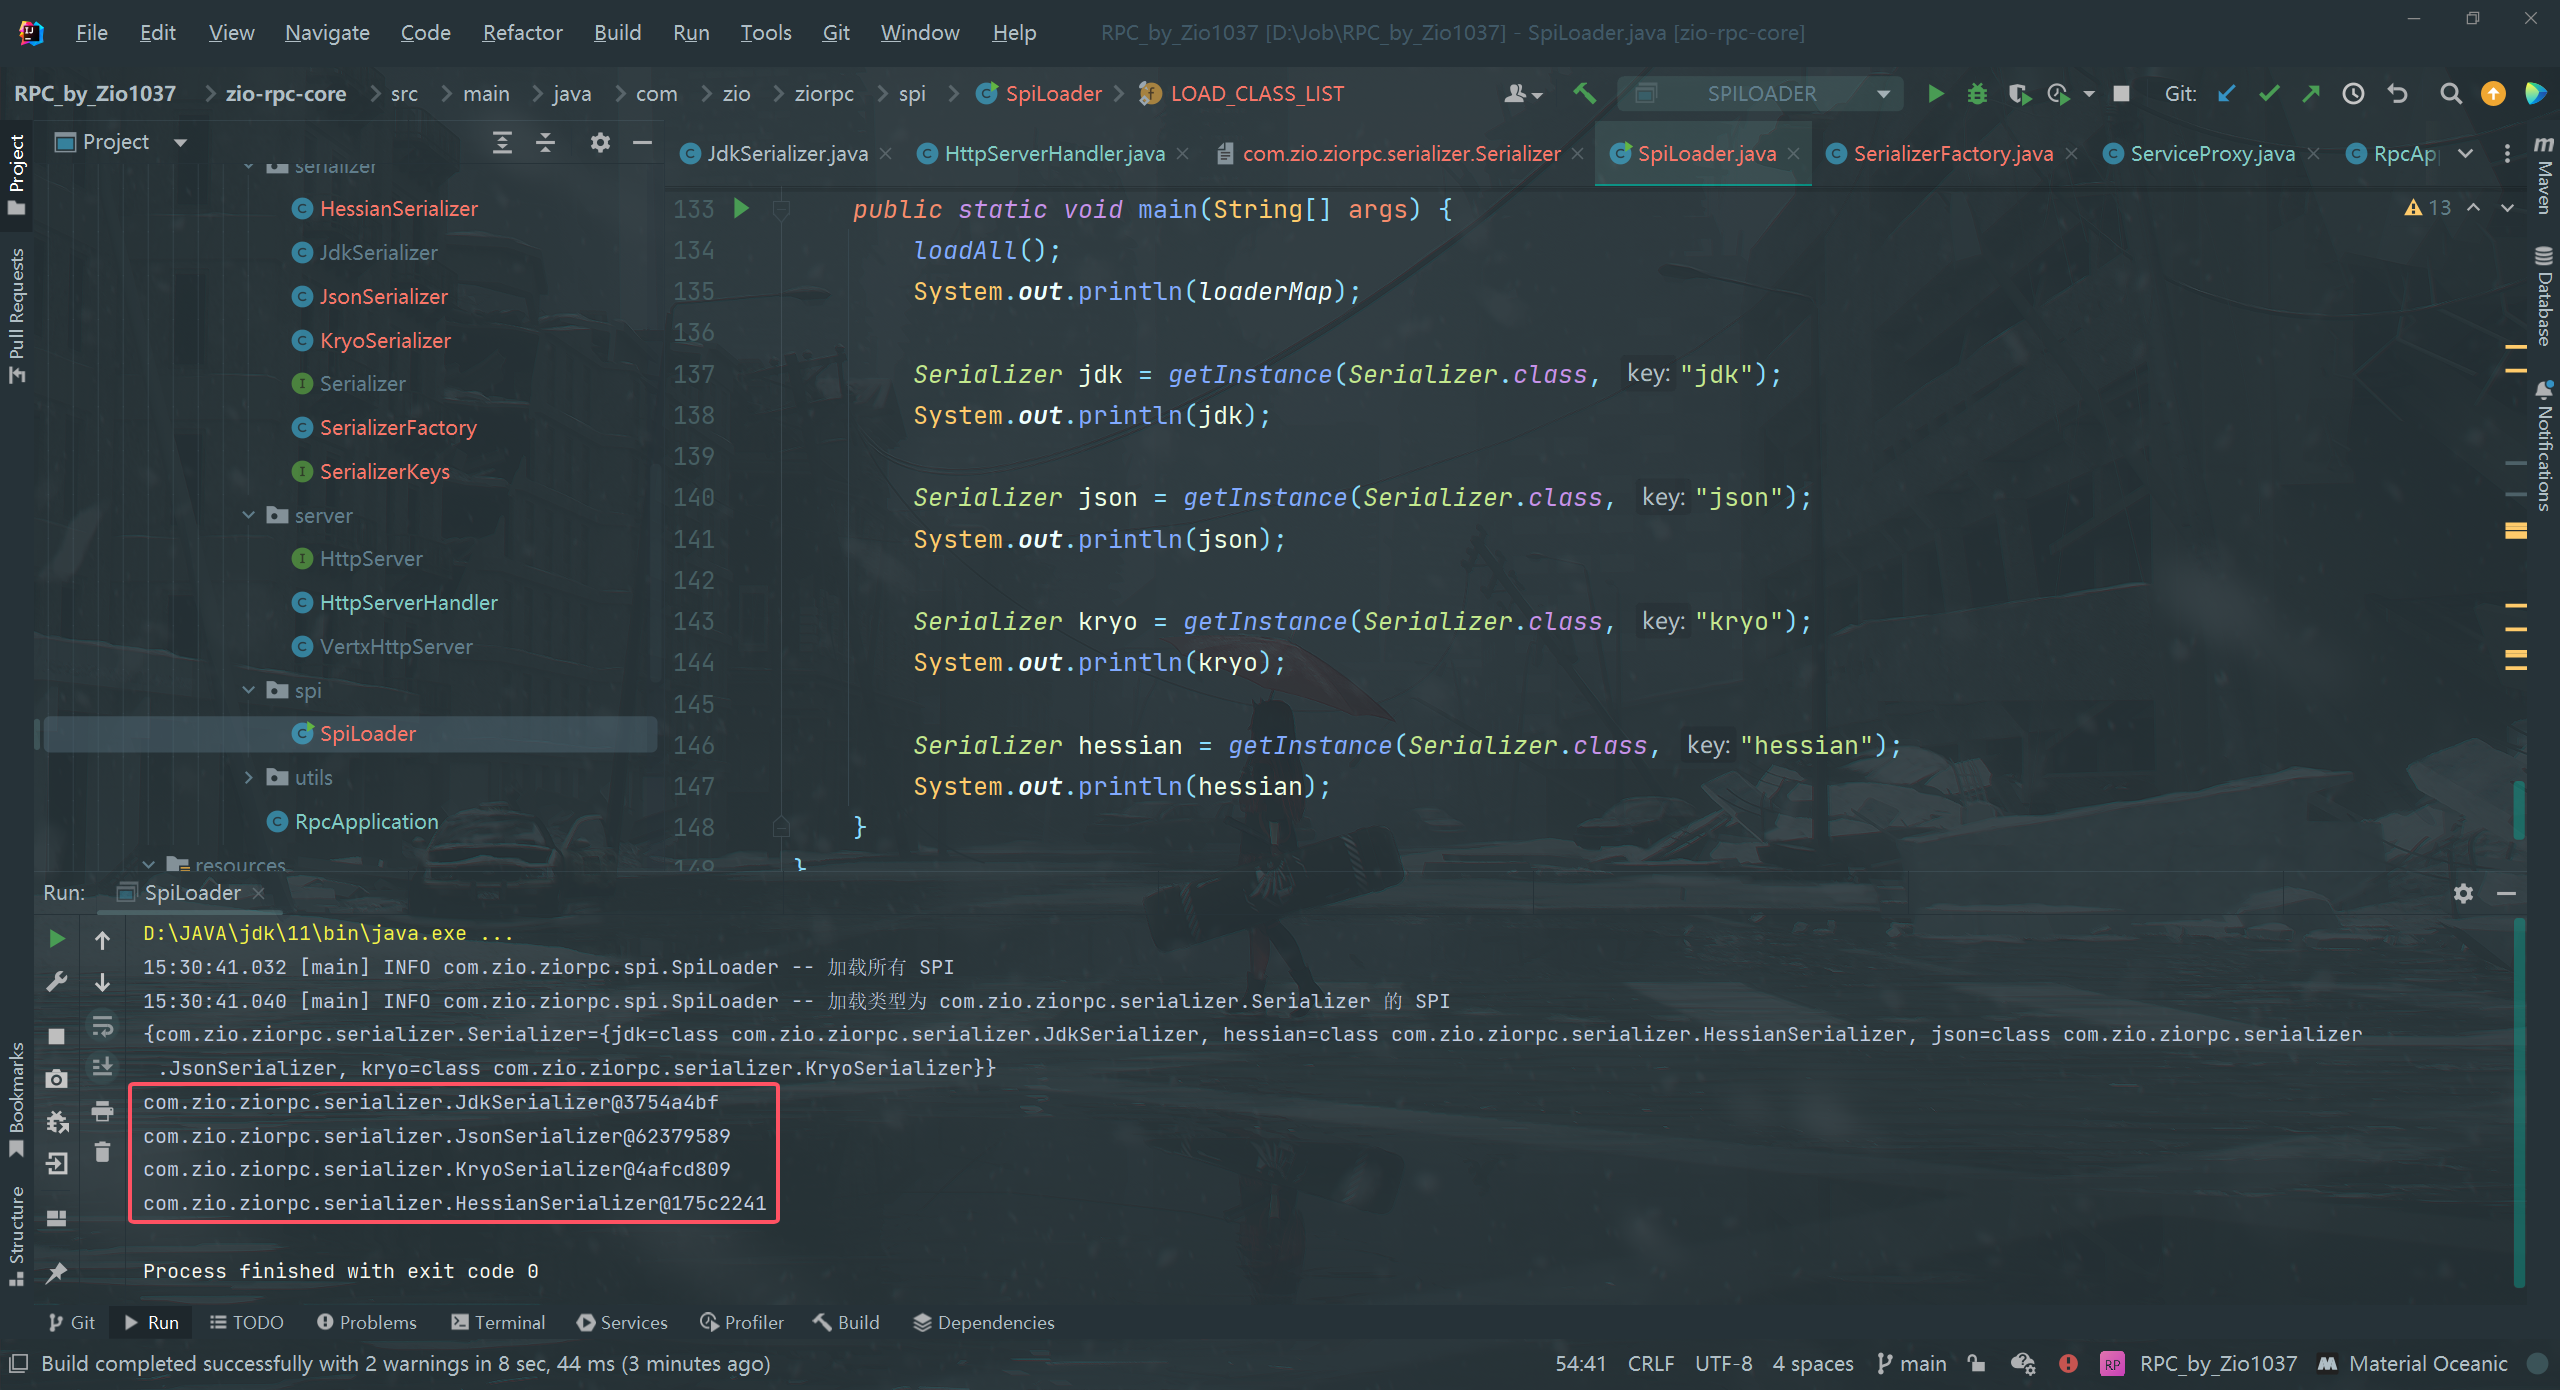 File Edit View Navigate Code Refactor Build Run Tools Git Window Help RPC_by_Zio1037 [D:\Job\RPC_by_Zio1037] - SpiLoader.java [zio-rpc-core]
RPC_by_Zio1037 zio-rpc-core src main java com zio ziorpc spi SpiLoader LOAD_CLASS_LIST SPILOADER Git:
Project
JdkSerializer.java HttpServerHandler.java com.zio.ziorpc.serializer.Serializer SpiLoader.java SerializerFactory.java ServiceProxy.java RpcAp
Project
Pull Requests
serializer
HessianSerializer
JdkSerializer
JsonSerializer
KryoSerializer
Serializer
SerializerFactory
SerializerKeys
server
HttpServer
HttpServerHandler
VertxHttpServer
spi
SpiLoader
utils
RpcApplication
resources
13
133 public static void main(String[] args) {
134 loadAll();
135 System.out.println(loaderMap);
136
137 Serializer jdk = getInstance(Serializer.class, key: "jdk");
138 System.out.println(jdk);
139
140 Serializer json = getInstance(Serializer.class, key: "json");
141 System.out.println(json);
142
143 Serializer kryo = getInstance(Serializer.class, key: "kryo");
144 System.out.println(kryo);
145
146 Serializer hessian = getInstance(Serializer.class, key: "hessian");
147 System.out.println(hessian);
148 }
149 }
Maven
Database
Notifications
Run: SpiLoader
D:\JAVA\jdk\11\bin\java.exe ...
15:30:41.032 [main] INFO com.zio.ziorpc.spi.SpiLoader -- 加载所有 SPI
15:30:41.040 [main] INFO com.zio.ziorpc.spi.SpiLoader -- 加载类型为 com.zio.ziorpc.serializer.Serializer 的 SPI
{com.zio.ziorpc.serializer.Serializer={jdk=class com.zio.ziorpc.serializer.JdkSerializer, hessian=class com.zio.ziorpc.serializer.HessianSerializer, json=class com.zio.ziorpc.serializer
.JsonSerializer, kryo=class com.zio.ziorpc.serializer.KryoSerializer}}
com.zio.ziorpc.serializer.JdkSerializer@3754a4bf
com.zio.ziorpc.serializer.JsonSerializer@62379589
com.zio.ziorpc.serializer.KryoSerializer@4afcd809
com.zio.ziorpc.serializer.HessianSerializer@175c2241
Process finished with exit code 0
Bookmarks
Structure
Git Run TODO Problems Terminal Services Profiler Build Dependencies
Build completed successfully with 2 warnings in 8 sec, 44 ms (3 minutes ago) 54:41 CRLF UTF-8 4 spaces main RP RPC_by_Zio1037 Material Oceanic